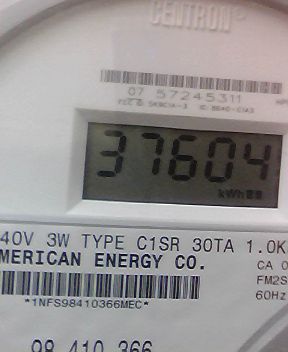 CENTRON
07 57245311
37604
kWh
40V 3W TYPE C1SR 30TA 1.0K
MERICAN ENERGY CO.
CA 0
FM2S
60Hz
*1NFS98410366MEC*
98 410 366